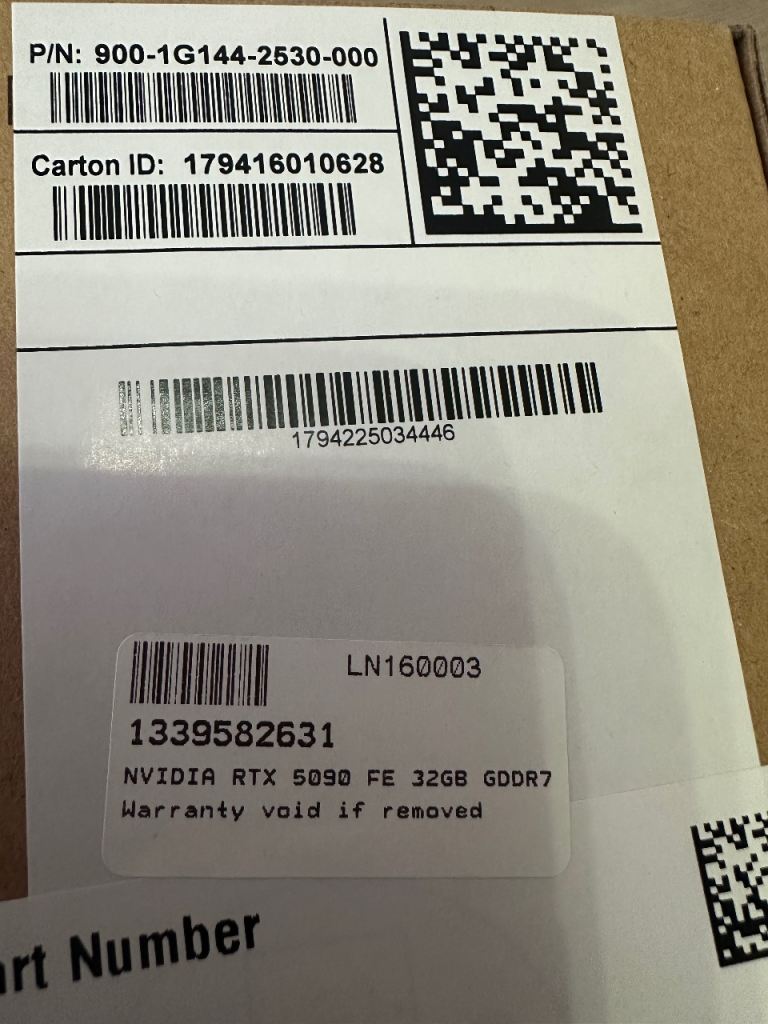 P/N: 900-1G144-2530-000
Carton ID: 179416010628
1794225034446
LN160003
1339582631
NVIDIA RTX 5090 FE 32GB GDDR7
Warranty void if removed
Number